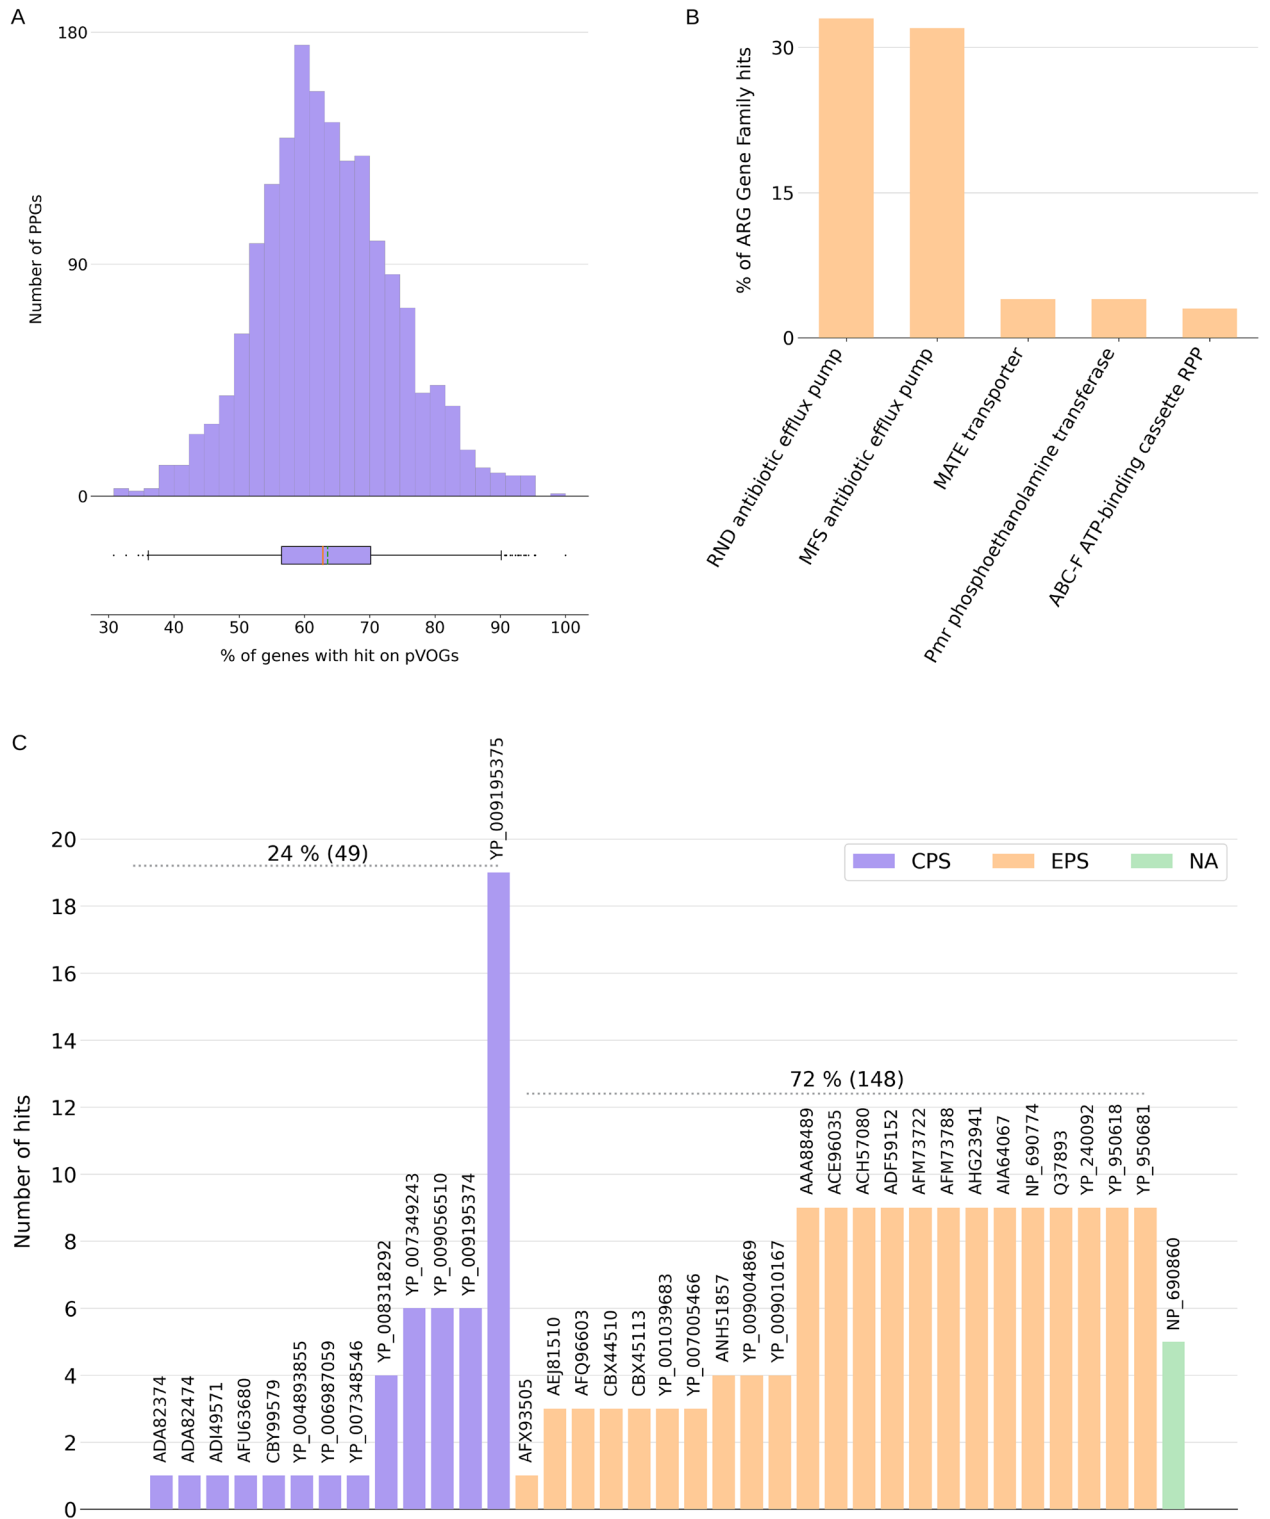 A
180
90
0
Number of PPGs
30 40 50 60 70 80 90 100
% of genes with hit on pVOGs
B
30
15
0
% of ARG Gene Family hits
RND antibiotic efflux pump
MFS antibiotic efflux pump
MATE transporter
Pmr phosphoethanolamine transferase
ABC-F ATP-binding cassette RPP
C
20
18
16
14
12
10
8
6
4
2
0
Number of hits
24 % (49)
72 % (148)
CPS EPS NA
ADA82374
ADA82474
ADI49571
AFU63680
CBY99579
YP_004893855
YP_006987059
YP_007348546
YP_008318292
YP_007349243
YP_009056510
YP_009195374
YP_009195375
AFX93505
AEJ81510
AFQ96603
CBX44510
CBX45113
YP_001039683
YP_007005466
ANH51857
YP_009004869
YP_009010167
AAA88489
ACE96035
ACH57080
ADF59152
AFM73722
AFM73788
AHG23941
AIA64067
NP_690774
Q37893
YP_240092
YP_950618
YP_950681
NP_690860